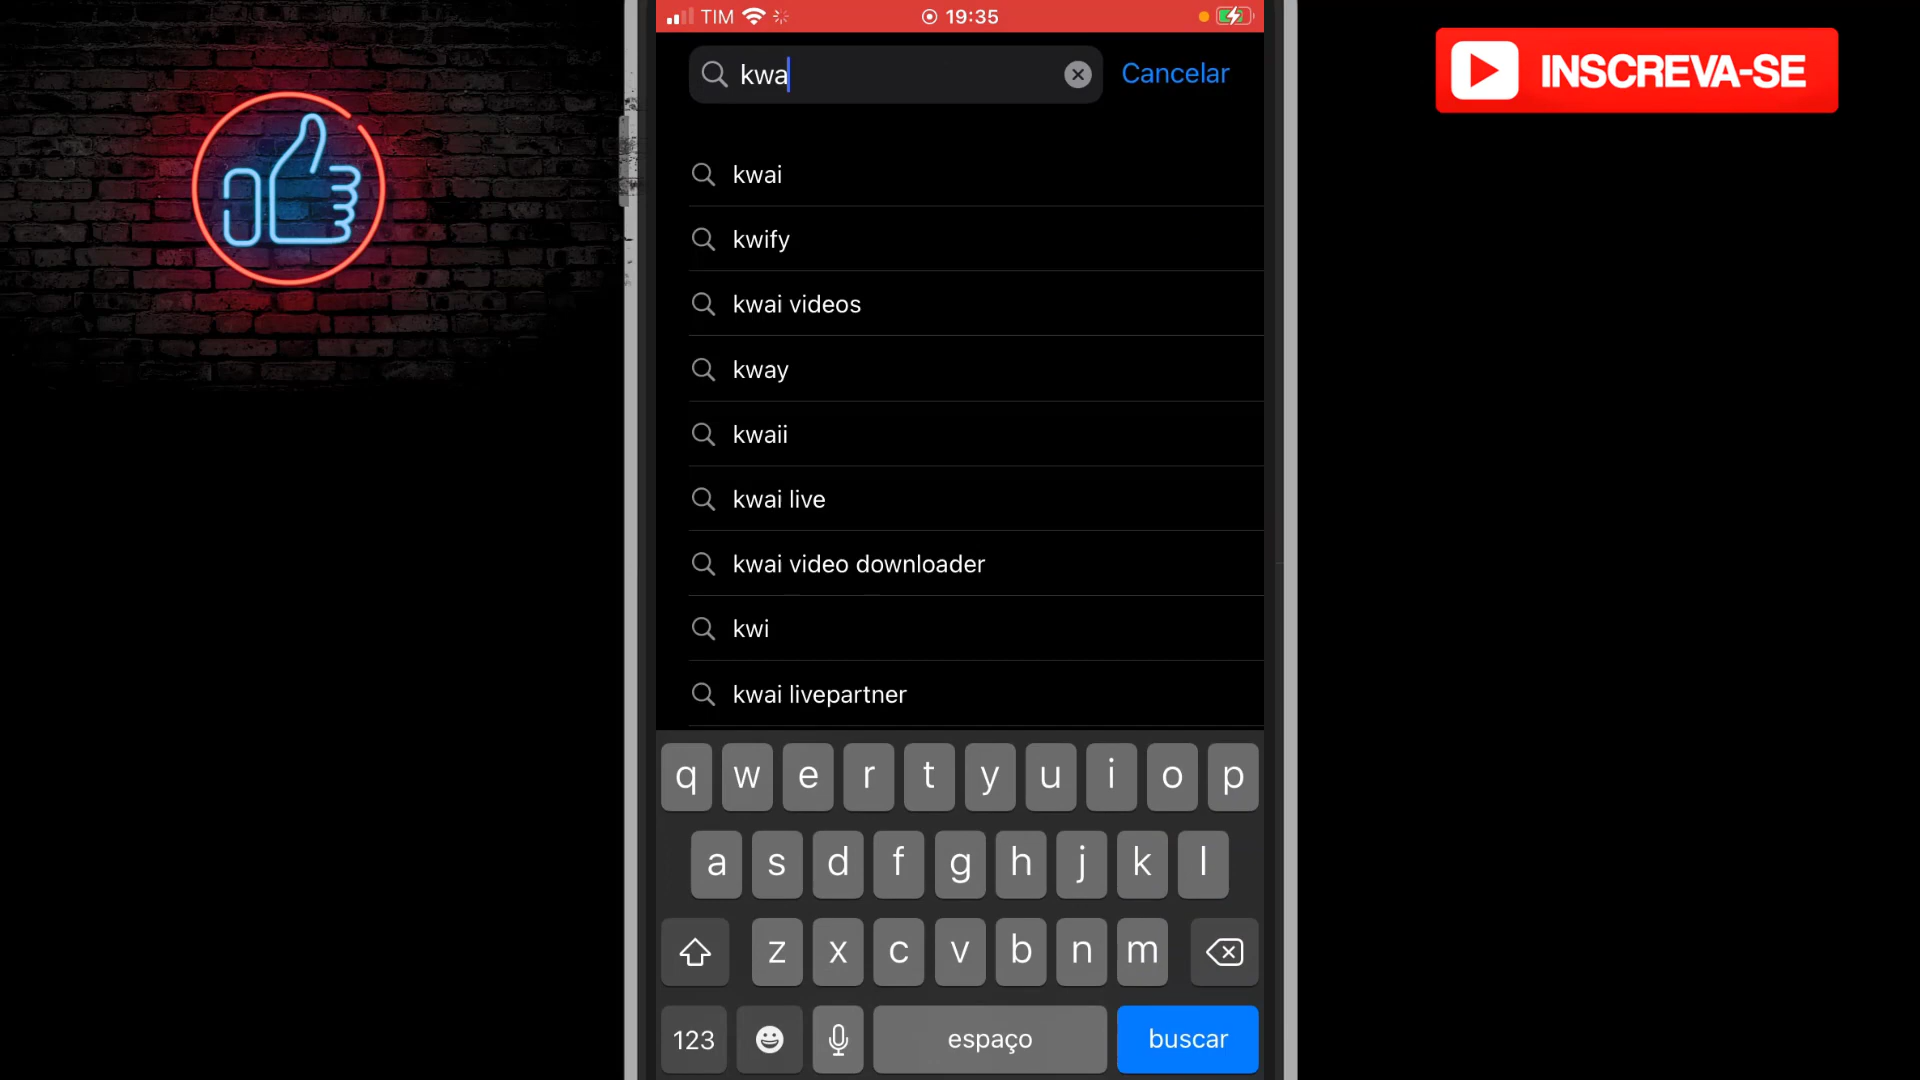 TIM 19:35
kwa
Cancelar
INSCREVA-SE
kwai
kwify
kwai videos
kway
kwaii
kwai live
kwai video downloader
kwi
kwai livepartner
q w e r t y u i o p
a s d f g h j k l
z x c v b n m
123 espaço buscar